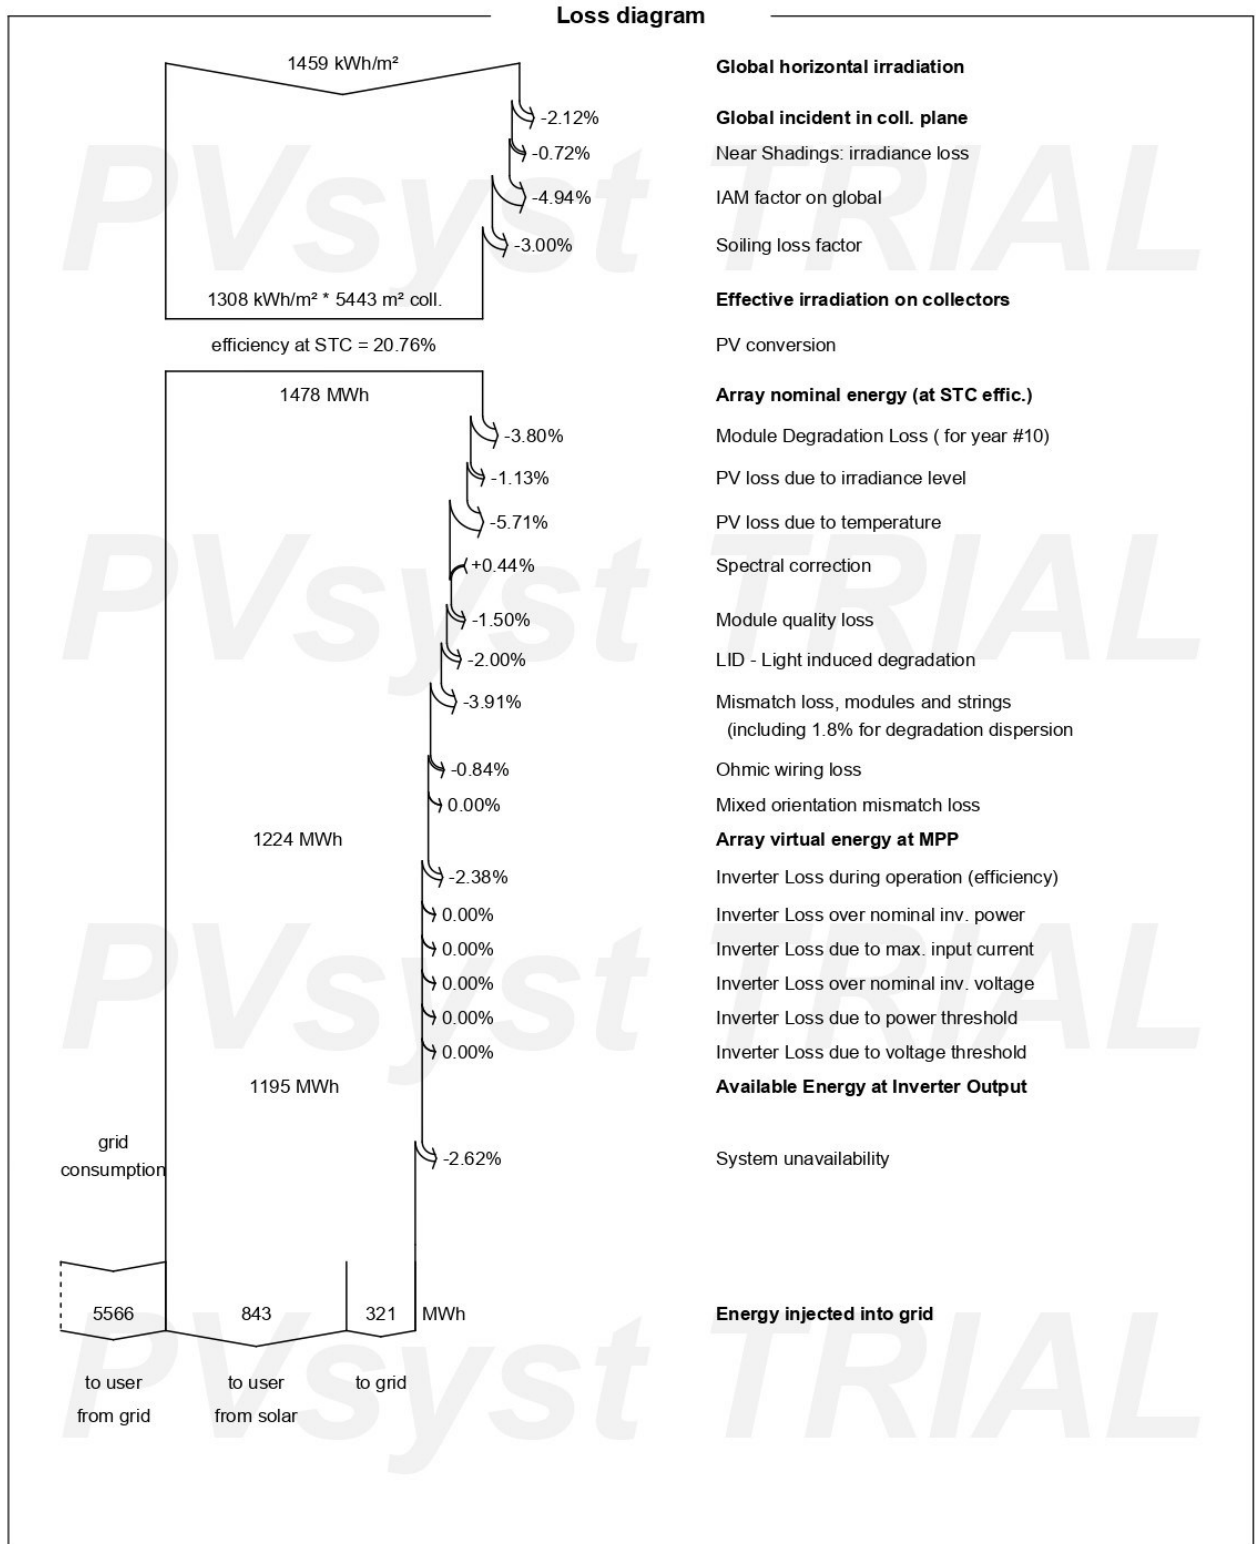 Loss diagram
1459 kWh/m²
Global horizontal irradiation
-2.12%
Global incident in coll. plane
-0.72%
Near Shadings: irradiance loss
-4.94%
IAM factor on global
-3.00%
Soiling loss factor
1308 kWh/m² * 5443 m² coll.
Effective irradiation on collectors
efficiency at STC = 20.76%
PV conversion
1478 MWh
Array nominal energy (at STC effic.)
-3.80%
Module Degradation Loss ( for year #10)
-1.13%
PV loss due to irradiance level
-5.71%
PV loss due to temperature
+0.44%
Spectral correction
-1.50%
Module quality loss
-2.00%
LID - Light induced degradation
-3.91%
Mismatch loss, modules and strings
(including 1.8% for degradation dispersion
-0.84%
Ohmic wiring loss
0.00%
Mixed orientation mismatch loss
1224 MWh
Array virtual energy at MPP
-2.38%
Inverter Loss during operation (efficiency)
0.00%
Inverter Loss over nominal inv. power
0.00%
Inverter Loss due to max. input current
0.00%
Inverter Loss over nominal inv. voltage
0.00%
Inverter Loss due to power threshold
0.00%
Inverter Loss due to voltage threshold
1195 MWh
Available Energy at Inverter Output
grid
consumption
-2.62%
System unavailability
5566
843
321
MWh
Energy injected into grid
to user
from grid
to user
from solar
to grid
PVsyst TRIAL
PVsyst TRIAL
PVsyst TRIAL
PVsyst TRIAL